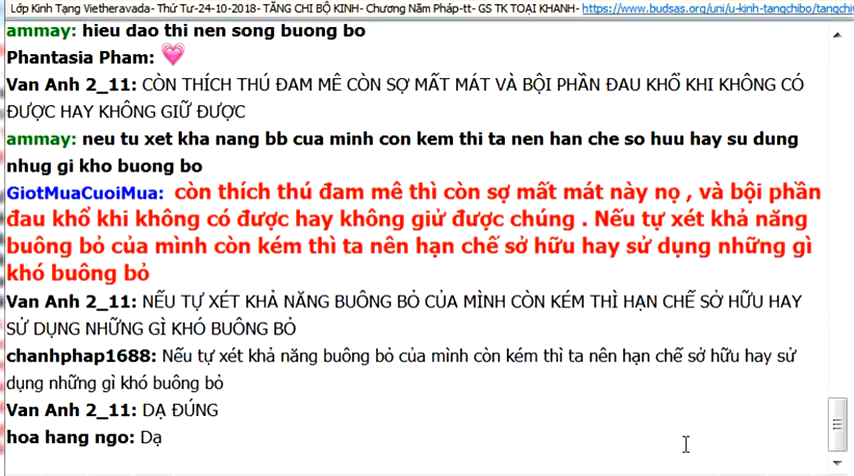 Lớp Kinh Tạng Vietheravada- Thứ Tư-24-10-2018- TĂNG CHI BỘ KINH- Chương Năm Pháp-tt- GS TK TOẠI KHANH- https://www.budsas.org/uni/u-kinh-tangchibo/tangchi
ammay: hieu dao thi nen song buong bo
Phantasia Pham: 💗
Van Anh 2_11: CÒN THÍCH THÚ ĐAM MÊ CÒN SỢ MẤT MÁT VÀ BỘI PHẦN ĐAU KHỔ KHI KHÔNG CÓ
ĐƯỢC HAY KHÔNG GIỮ ĐƯỢC
ammay: neu tu xet kha nang bb cua minh con kem thi ta nen han che so huu hay su dung
nhug gi kho buong bo
GiotMuaCuoiMua: còn thích thú đam mê thì còn sợ mất mát này nọ , và bội phần
đau khổ khi không có được hay không giử được chúng . Nếu tự xét khả năng
buông bỏ của mình còn kém thì ta nên hạn chế sở hữu hay sử dụng những gì
khó buông bỏ
Van Anh 2_11: NẾU TỰ XÉT KHẢ NĂNG BUÔNG BỎ CỦA MÌNH CÒN KÉM THÌ HẠN CHẾ SỞ HỮU HAY
SỬ DỤNG NHỮNG GÌ KHÓ BUÔNG BỎ
chanhphap1688: Nếu tự xét khả năng buông bỏ của mình còn kém thì ta nên hạn chế sở hữu hay sử
dụng những gì khó buông bỏ
Van Anh 2_11: DẠ ĐÚNG
hoa hang ngo: Dạ